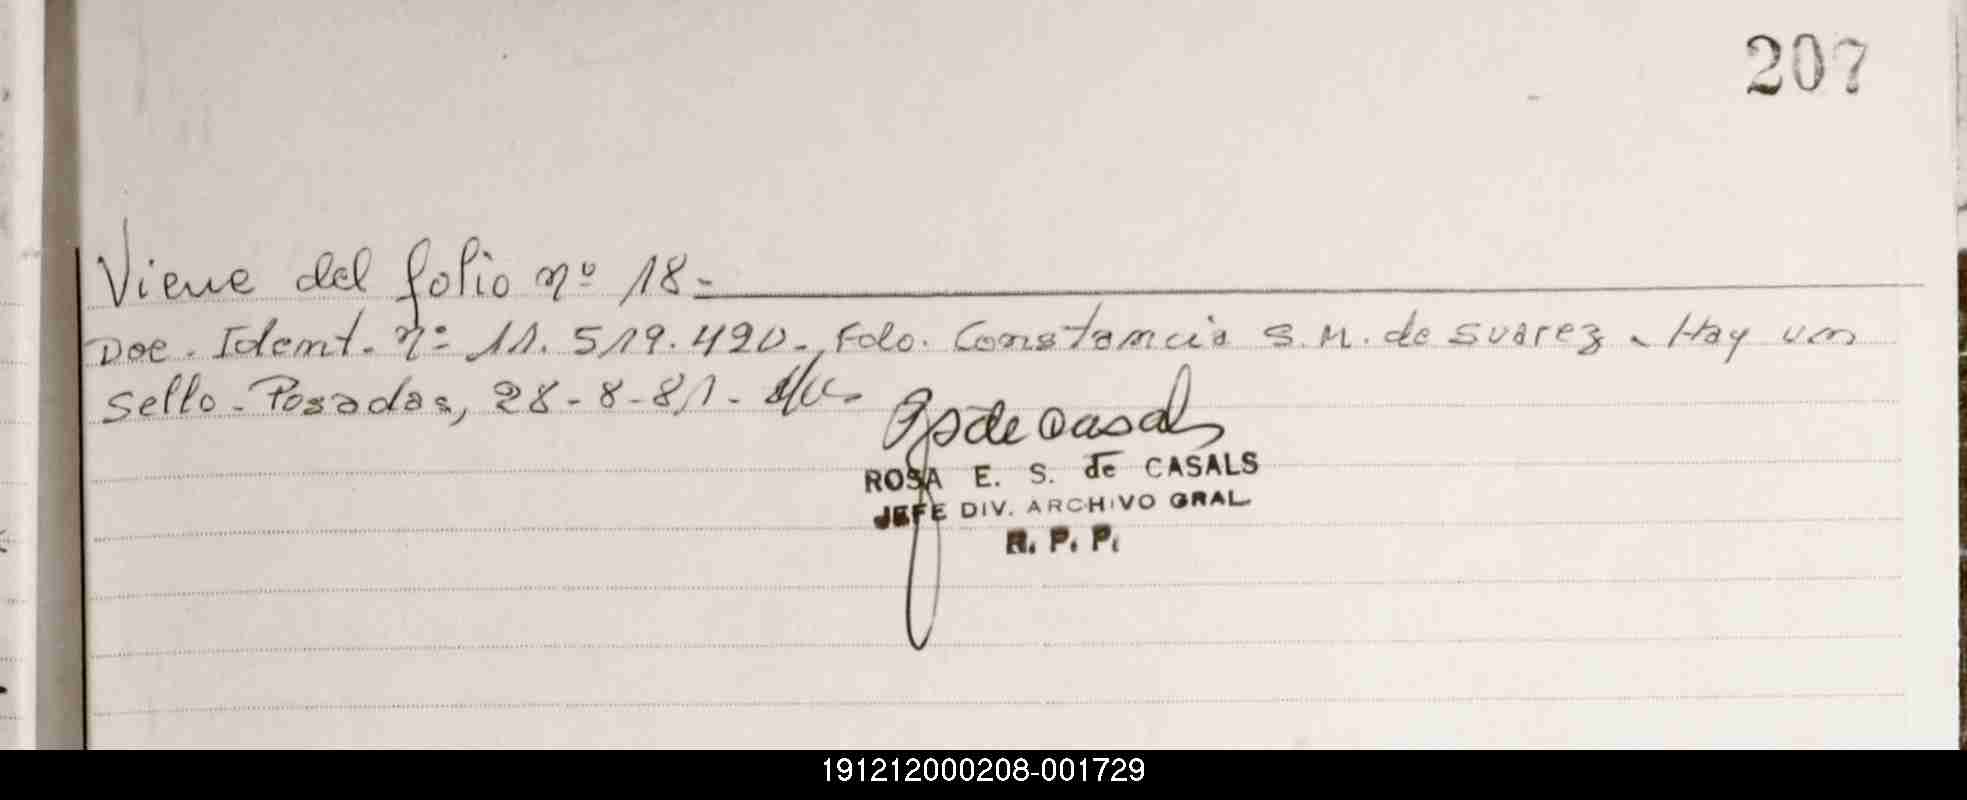 207
Viene del folio nº 18-
Doc. Ident. nº 11.519.490. Fdo. Constancia S. M. de Suarez. Hay un
sello. Posadas, 28-8-81.
ROSA E. S. de CASALS
JEFE DIV. ARCHIVO GRAL.
R. P. P.
191212000208-001729